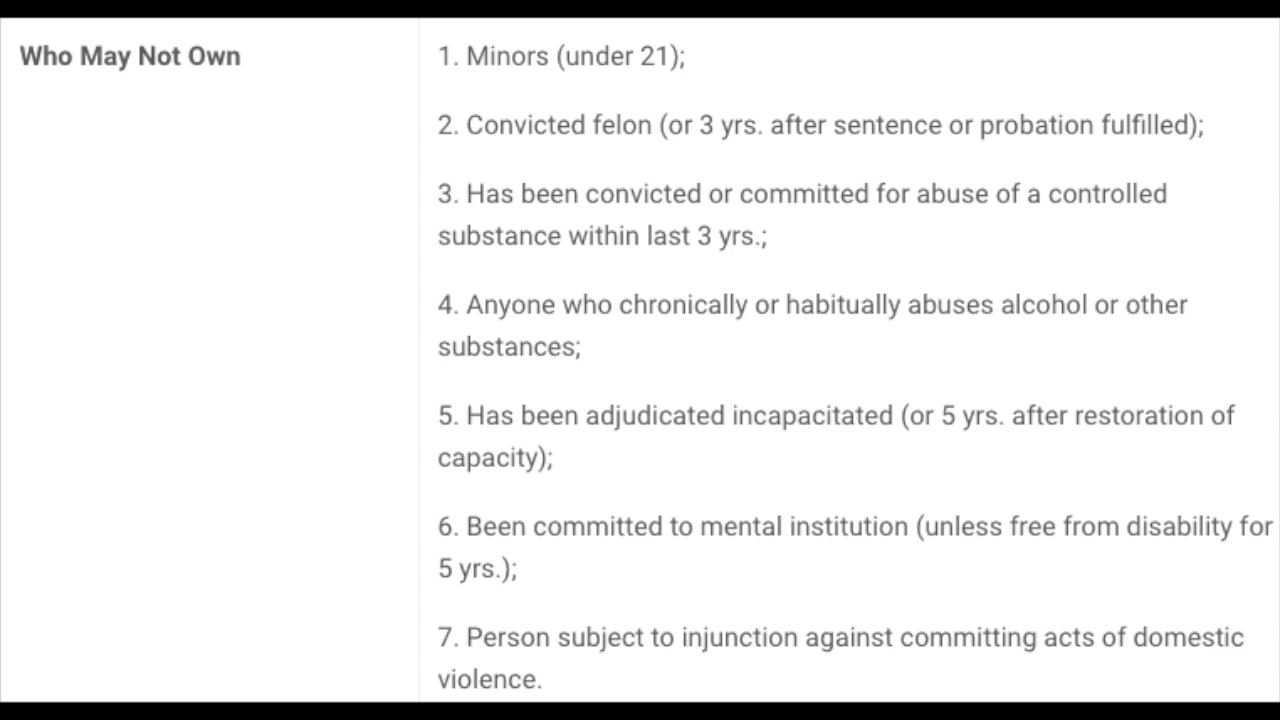 Who May Not Own
1. Minors (under 21);
2. Convicted felon (or 3 yrs. after sentence or probation fulfilled);
3. Has been convicted or committed for abuse of a controlled
substance within last 3 yrs.;
4. Anyone who chronically or habitually abuses alcohol or other
substances;
5. Has been adjudicated incapacitated (or 5 yrs. after restoration of
capacity);
6. Been committed to mental institution (unless free from disability for
5 yrs.);
7. Person subject to injunction against committing acts of domestic
violence.